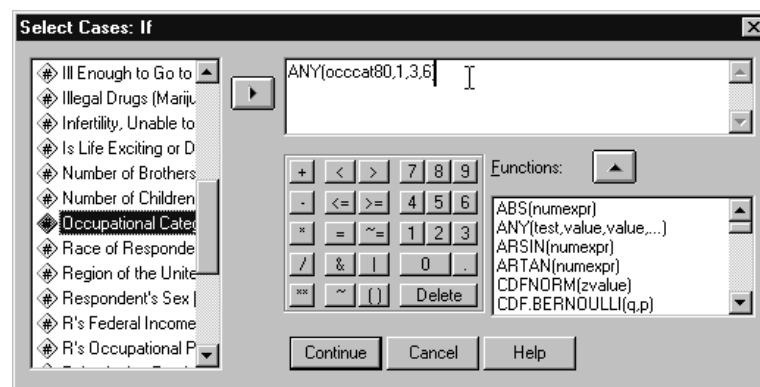 Select Cases: If
Ill Enough to Go to
Illegal Drugs (Mariju
Infertility, Unable to
Is Life Exciting or D
Number of Brothers
Number of Children
Occupational Categ
Race of Responde
Region of the Unite
Respondent's Sex [
R's Federal Income
R's Occupational P
ANY(occcat80,1,3,6)
+ < > 7 8 9
- <= >= 4 5 6
* = ~= 1 2 3
/ & | 0 .
** ~ ( ) Delete
Functions:
ABS(numexpr)
ANY(test,value,value,...)
ARSIN(numexpr)
ARTAN(numexpr)
CDFNORM(zvalue)
CDF.BERNOULLI(q,p)
Continue Cancel Help